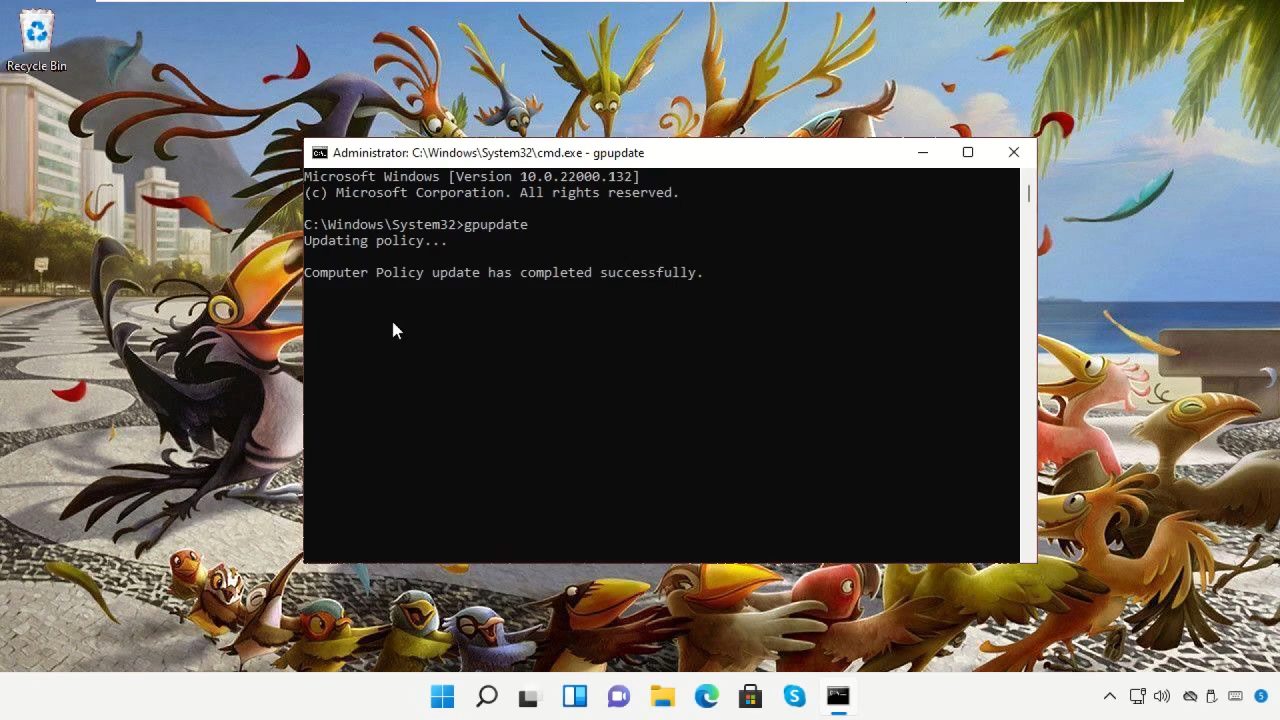 Recycle Bin
Administrator: C:\Windows\System32\cmd.exe - gpupdate
Microsoft Windows [Version 10.0.22000.132]
(c) Microsoft Corporation. All rights reserved.
C:\Windows\System32>gpupdate
Updating policy...
Computer Policy update has completed successfully.
5